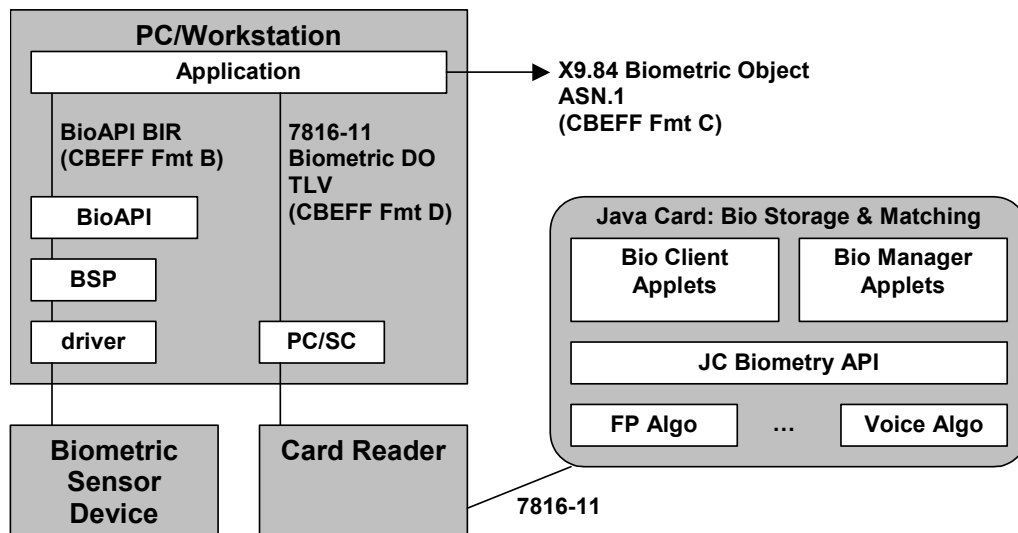 PC/Workstation
Application
X9.84 Biometric Object
ASN.1
(CBEFF Fmt C)
BioAPI BIR
(CBEFF Fmt B)
7816-11
Biometric DO
TLV
(CBEFF Fmt D)
BioAPI
BSP
driver
PC/SC
Biometric
Sensor
Device
Card Reader
7816-11
Java Card: Bio Storage & Matching
Bio Client
Applets
Bio Manager
Applets
JC Biometry API
FP Algo
…
Voice Algo